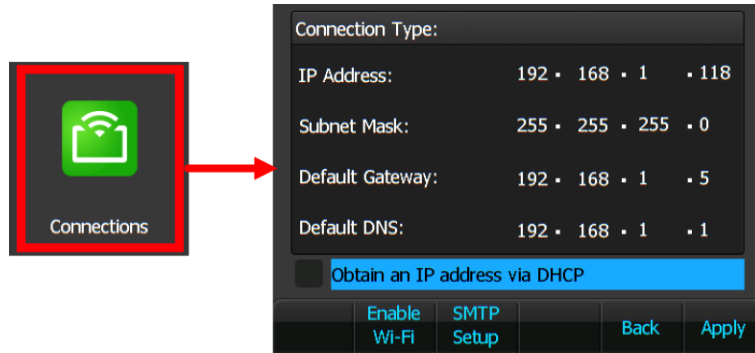 Connections
Connection Type:
IP Address: 192 . 168 . 1 . 118
Subnet Mask: 255 . 255 . 255 . 0
Default Gateway: 192 . 168 . 1 . 5
Default DNS: 192 . 168 . 1 . 1
Obtain an IP address via DHCP
Enable Wi-Fi
SMTP Setup
Back
Apply